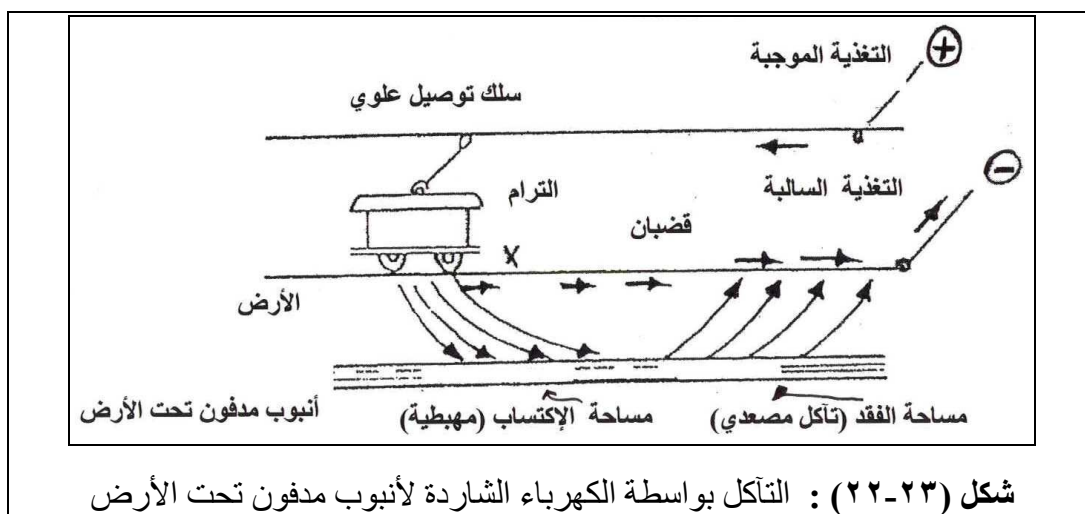 +
التغذية الموجبة
سلك توصيل علوي
-
التغذية السالبة
الترام
قضبان
X
الأرض
مساحة الفقد (تآكل مصعدي)
مساحة الإكتساب (مهبطية)
أنبوب مدفون تحت الأرض
شكل (٢٣-٢٢) : التآكل بواسطة الكهرباء الشاردة لأنبوب مدفون تحت الأرض